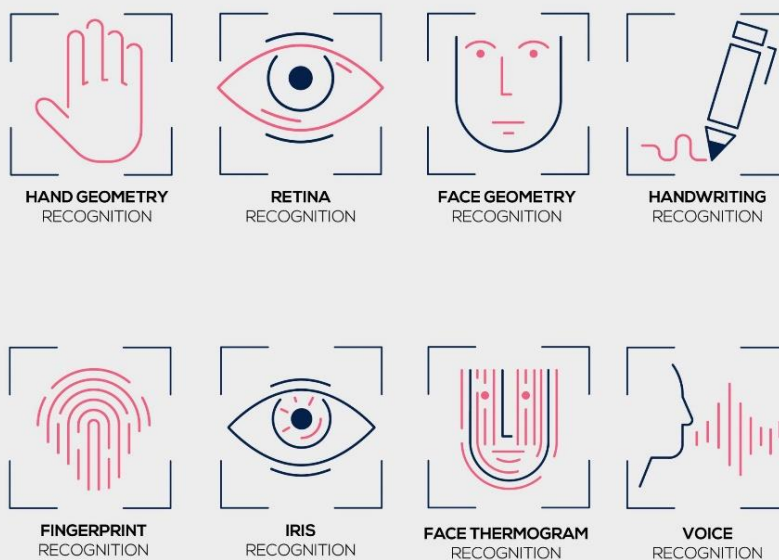 HAND GEOMETRY
RECOGNITION
RETINA
RECOGNITION
FACE GEOMETRY
RECOGNITION
HANDWRITING
RECOGNITION
FINGERPRINT
RECOGNITION
IRIS
RECOGNITION
FACE THERMOGRAM
RECOGNITION
VOICE
RECOGNITION